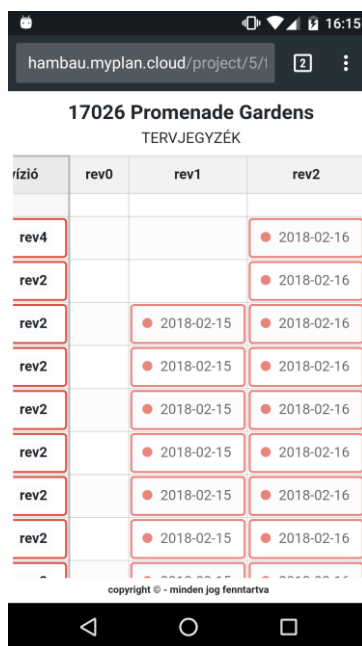 16:15
hambau.myplan.cloud/project/5/
2
17026 Promenade Gardens
TERVJEGYZÉK
vízió rev0 rev1 rev2
rev4 2018-02-16
rev2 2018-02-16
rev2 2018-02-15 2018-02-16
rev2 2018-02-15 2018-02-16
rev2 2018-02-15 2018-02-16
rev2 2018-02-15 2018-02-16
rev2 2018-02-15 2018-02-16
rev2 2018-02-15 2018-02-16
copyright © - minden jog fenntartva